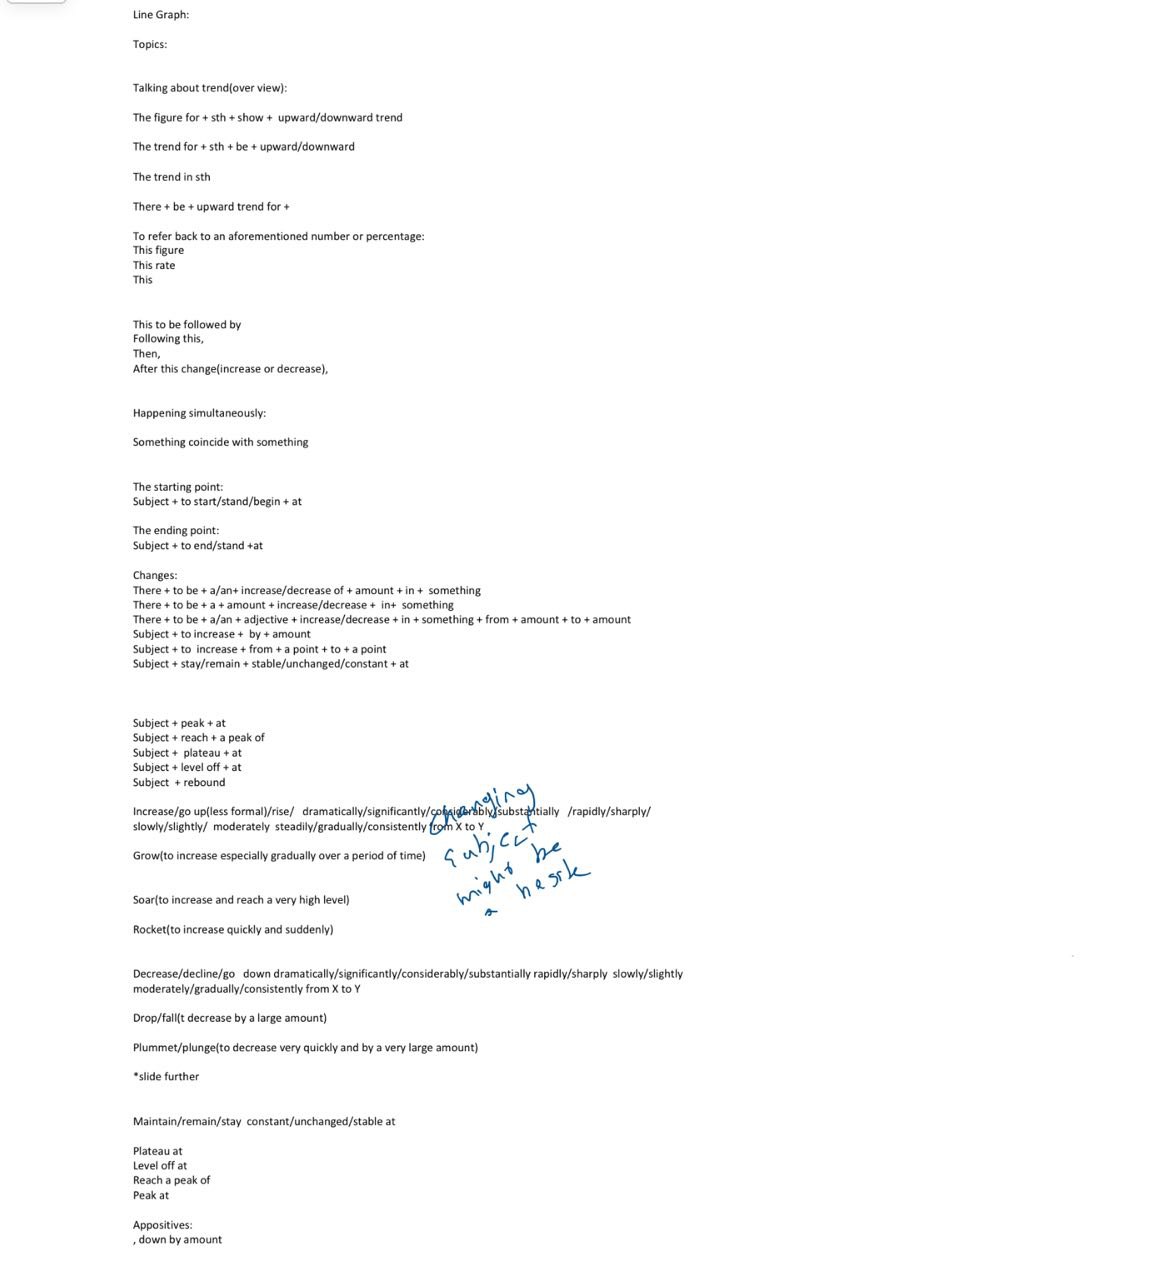 Line Graph:
Topics:
Talking about trend(over view):
The figure for + sth + show +  upward/downward trend
The trend for + sth + be + upward/downward
The trend in sth
There + be + upward trend for +
To refer back to an aforementioned number or percentage:
This figure
This rate
This
This to be followed by
Following this,
Then,
After this change(increase or decrease),
Happening simultaneously:
Something coincide with something
The starting point:
Subject + to start/stand/begin + at
The ending point:
Subject + to end/stand +at
Changes:
There + to be + a/an+ increase/decrease of + amount + in +  something
There + to be + a + amount + increase/decrease +  in+  something
There + to be + a/an + adjective + increase/decrease + in + something + from + amount + to + amount
Subject + to increase +  by + amount
Subject + to  increase + from + a point + to + a point
Subject + stay/remain + stable/unchanged/constant + at
Subject + peak + at
Subject + reach + a peak of
Subject +  plateau + at
Subject + level off + at
Subject  + rebound
Increase/go up(less formal)/rise/  dramatically/significantly/considerably/substantially  /rapidly/sharply/
slowly/slightly/  moderately  steadily/gradually/consistently from X to Y
changing
subject
might be
a hassle
Grow(to increase especially gradually over a period of time)
Soar(to increase and reach a very high level)
Rocket(to increase quickly and suddenly)
Decrease/decline/go  down dramatically/significantly/considerably/substantially rapidly/sharply  slowly/slightly
moderately/gradually/consistently from X to Y
Drop/fall(t decrease by a large amount)
Plummet/plunge(to decrease very quickly and by a very large amount)
*slide further
Maintain/remain/stay  constant/unchanged/stable at
Plateau at
Level off at
Reach a peak of
Peak at
Appositives:
, down by amount